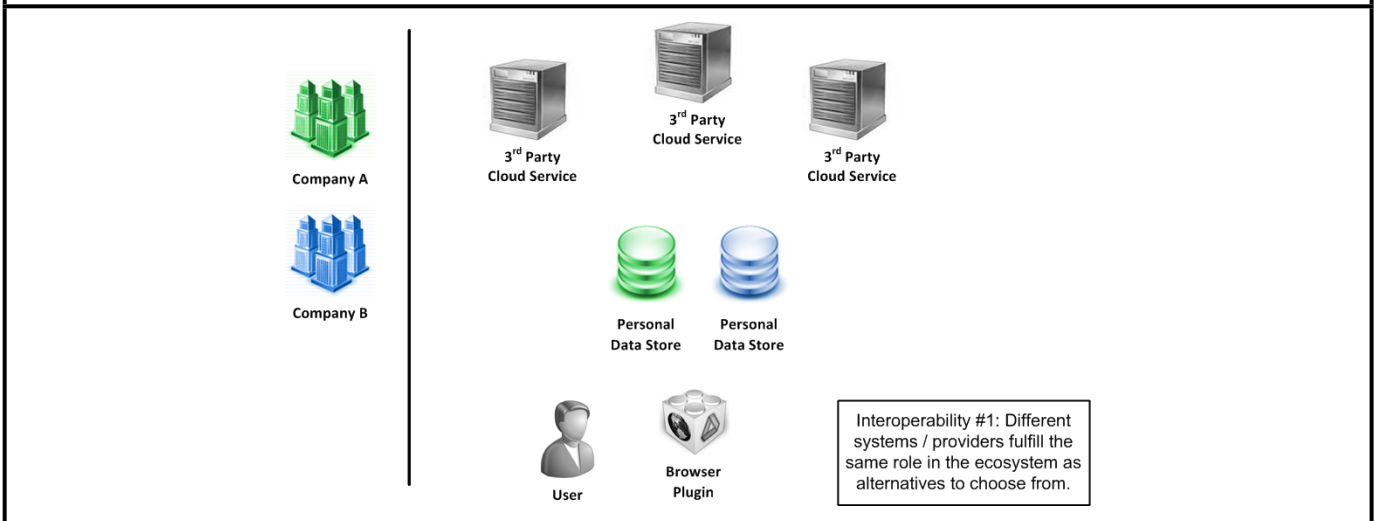 3rd Party
Cloud Service
3rd Party
Cloud Service
3rd Party
Cloud Service
Company A
Company B
Personal
Data Store
Personal
Data Store
User
Browser
Plugin
Interoperability #1: Different
systems / providers fulfill the
same role in the ecosystem as
alternatives to choose from.